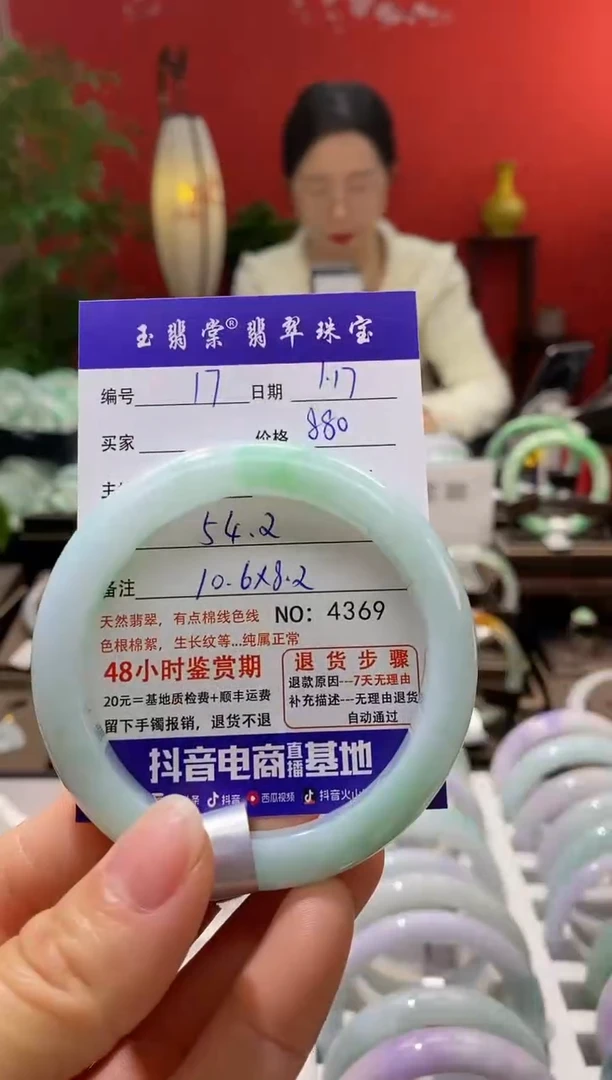 玉翡棠®翡翠珠宝
编号 17 日期 1.17
买家 价格 880
54.2
备注 10.6X8.2
天然翡翠，有点棉线色线 NO：4369
色根棉絮，生长纹等...纯属正常
48小时鉴赏期
20元=基地质检费+顺丰运费
留下手镯报销，退货不退
退货步骤
退款原因---7天无理由
补充描述---无理由退货
自动通过
抖音电商直播基地
抖音 西瓜视频 抖音火山